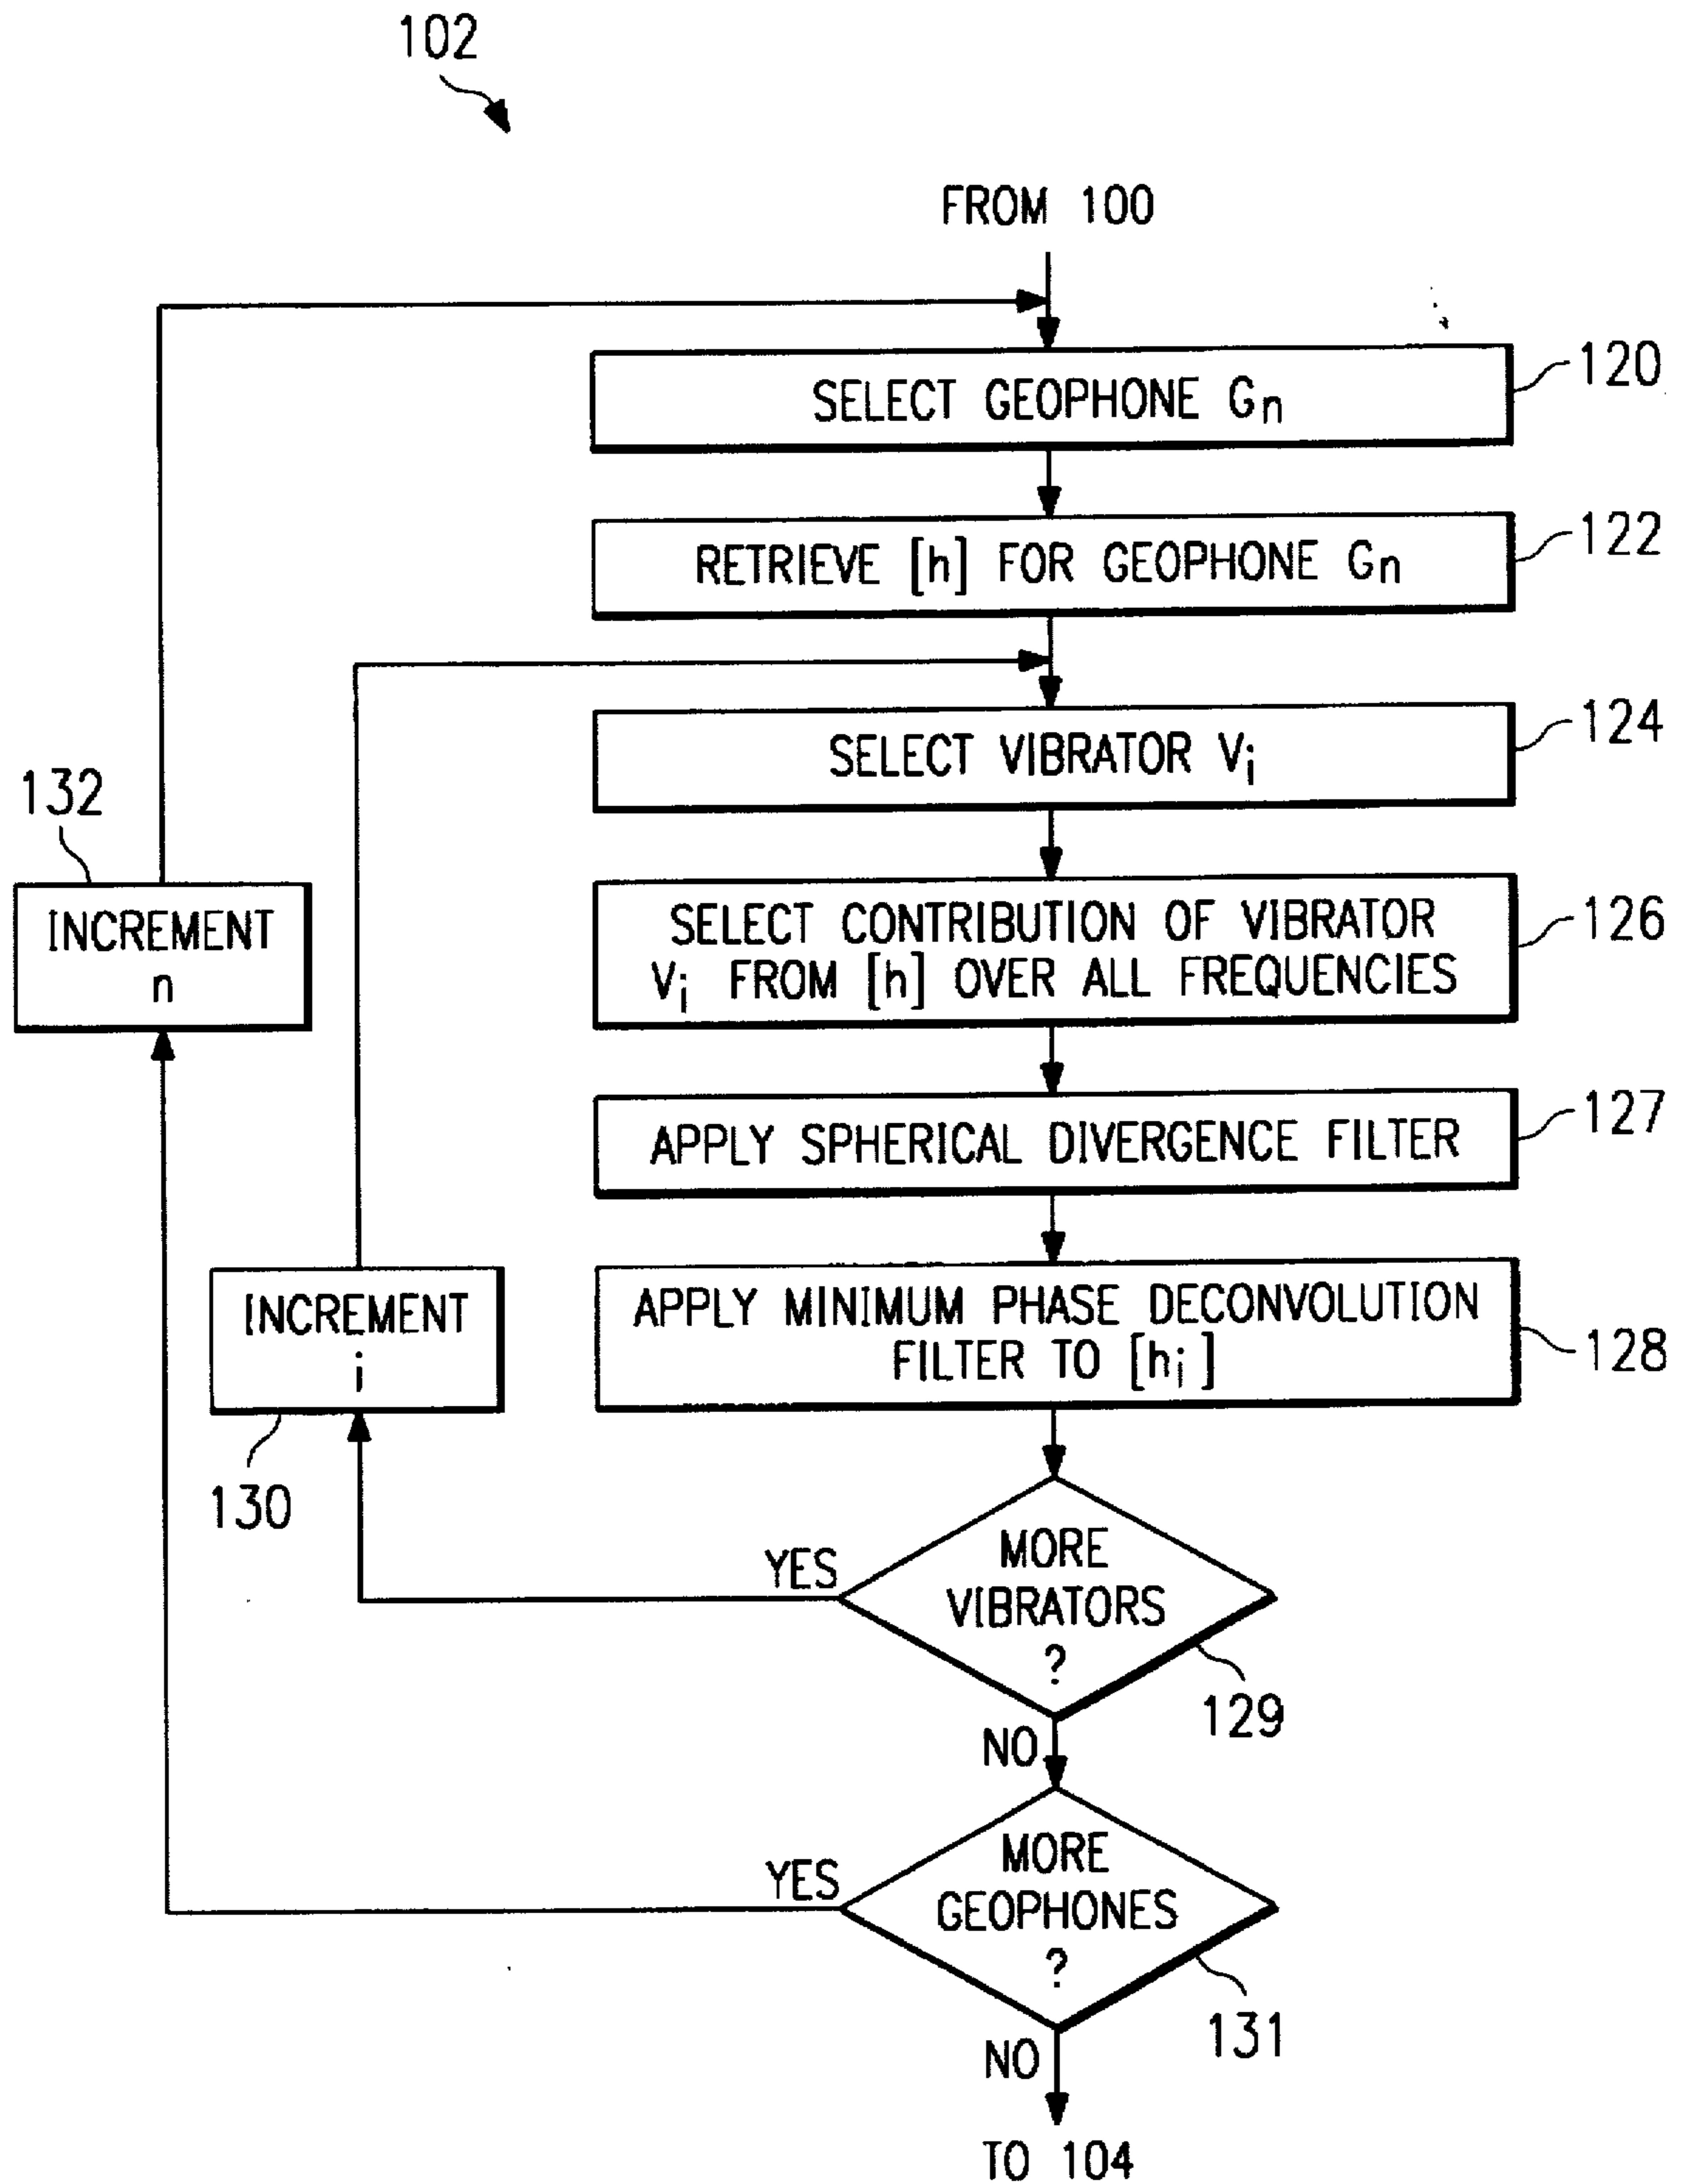 102
FROM 100
SELECT GEOPHONE Gn
120
RETRIEVE [h] FOR GEOPHONE Gn
122
SELECT VIBRATOR Vi
124
132
INCREMENT
n
SELECT CONTRIBUTION OF VIBRATOR
Vi FROM [h] OVER ALL FREQUENCIES
126
APPLY SPHERICAL DIVERGENCE FILTER
127
INCREMENT
i
130
APPLY MINIMUM PHASE DECONVOLUTION
FILTER TO [hi]
128
MORE
VIBRATORS
?
YES
129
NO
MORE
GEOPHONES
?
YES
131
NO
TO 104